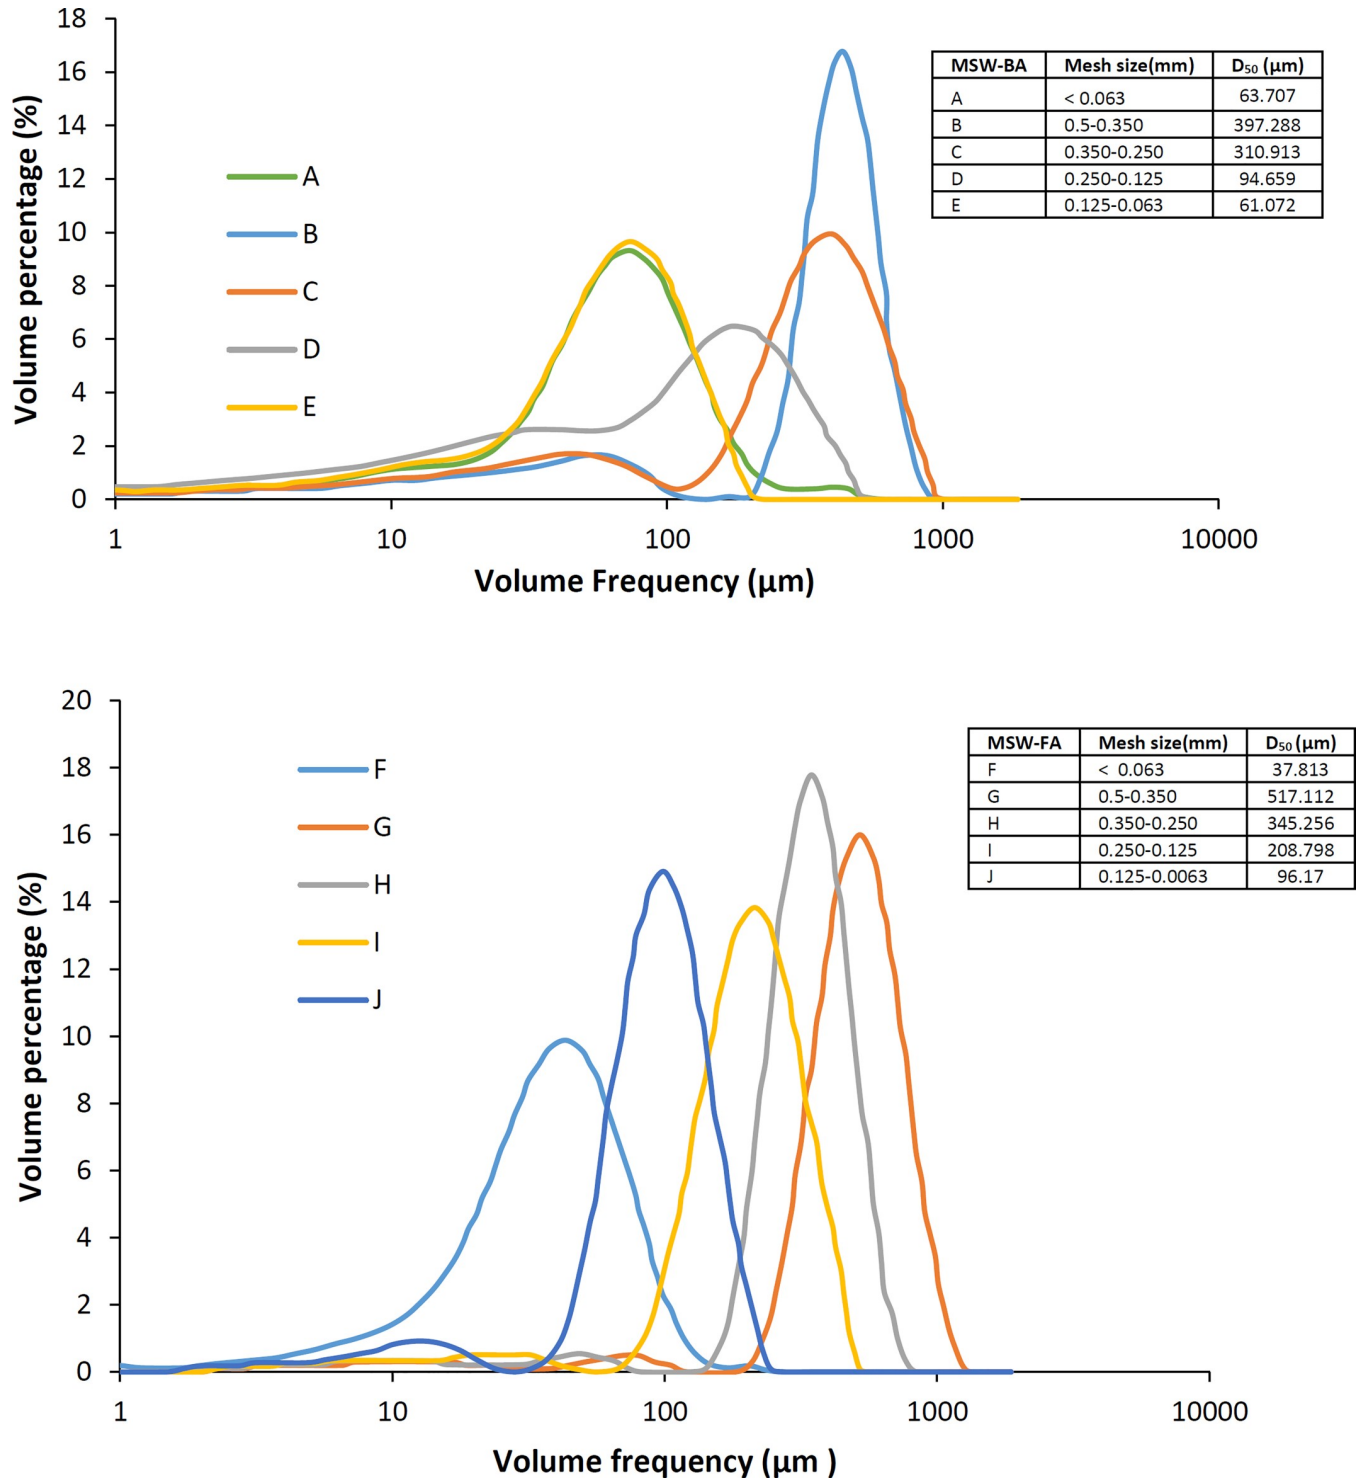 18
16
14
12
10
8
6
4
2
0
Volume percentage (%)
A
B
C
D
E
MSW-BA Mesh size(mm) D₅₀ (µm)
A < 0.063 63.707
B 0.5-0.350 397.288
C 0.350-0.250 310.913
D 0.250-0.125 94.659
E 0.125-0.063 61.072
1 10 100 1000 10000
Volume Frequency (µm)
20
18
16
14
12
10
8
6
4
2
0
Volume percentage (%)
F
G
H
I
J
MSW-FA Mesh size(mm) D₅₀ (µm)
F < 0.063 37.813
G 0.5-0.350 517.112
H 0.350-0.250 345.256
I 0.250-0.125 208.798
J 0.125-0.0063 96.17
1 10 100 1000 10000
Volume frequency (µm )